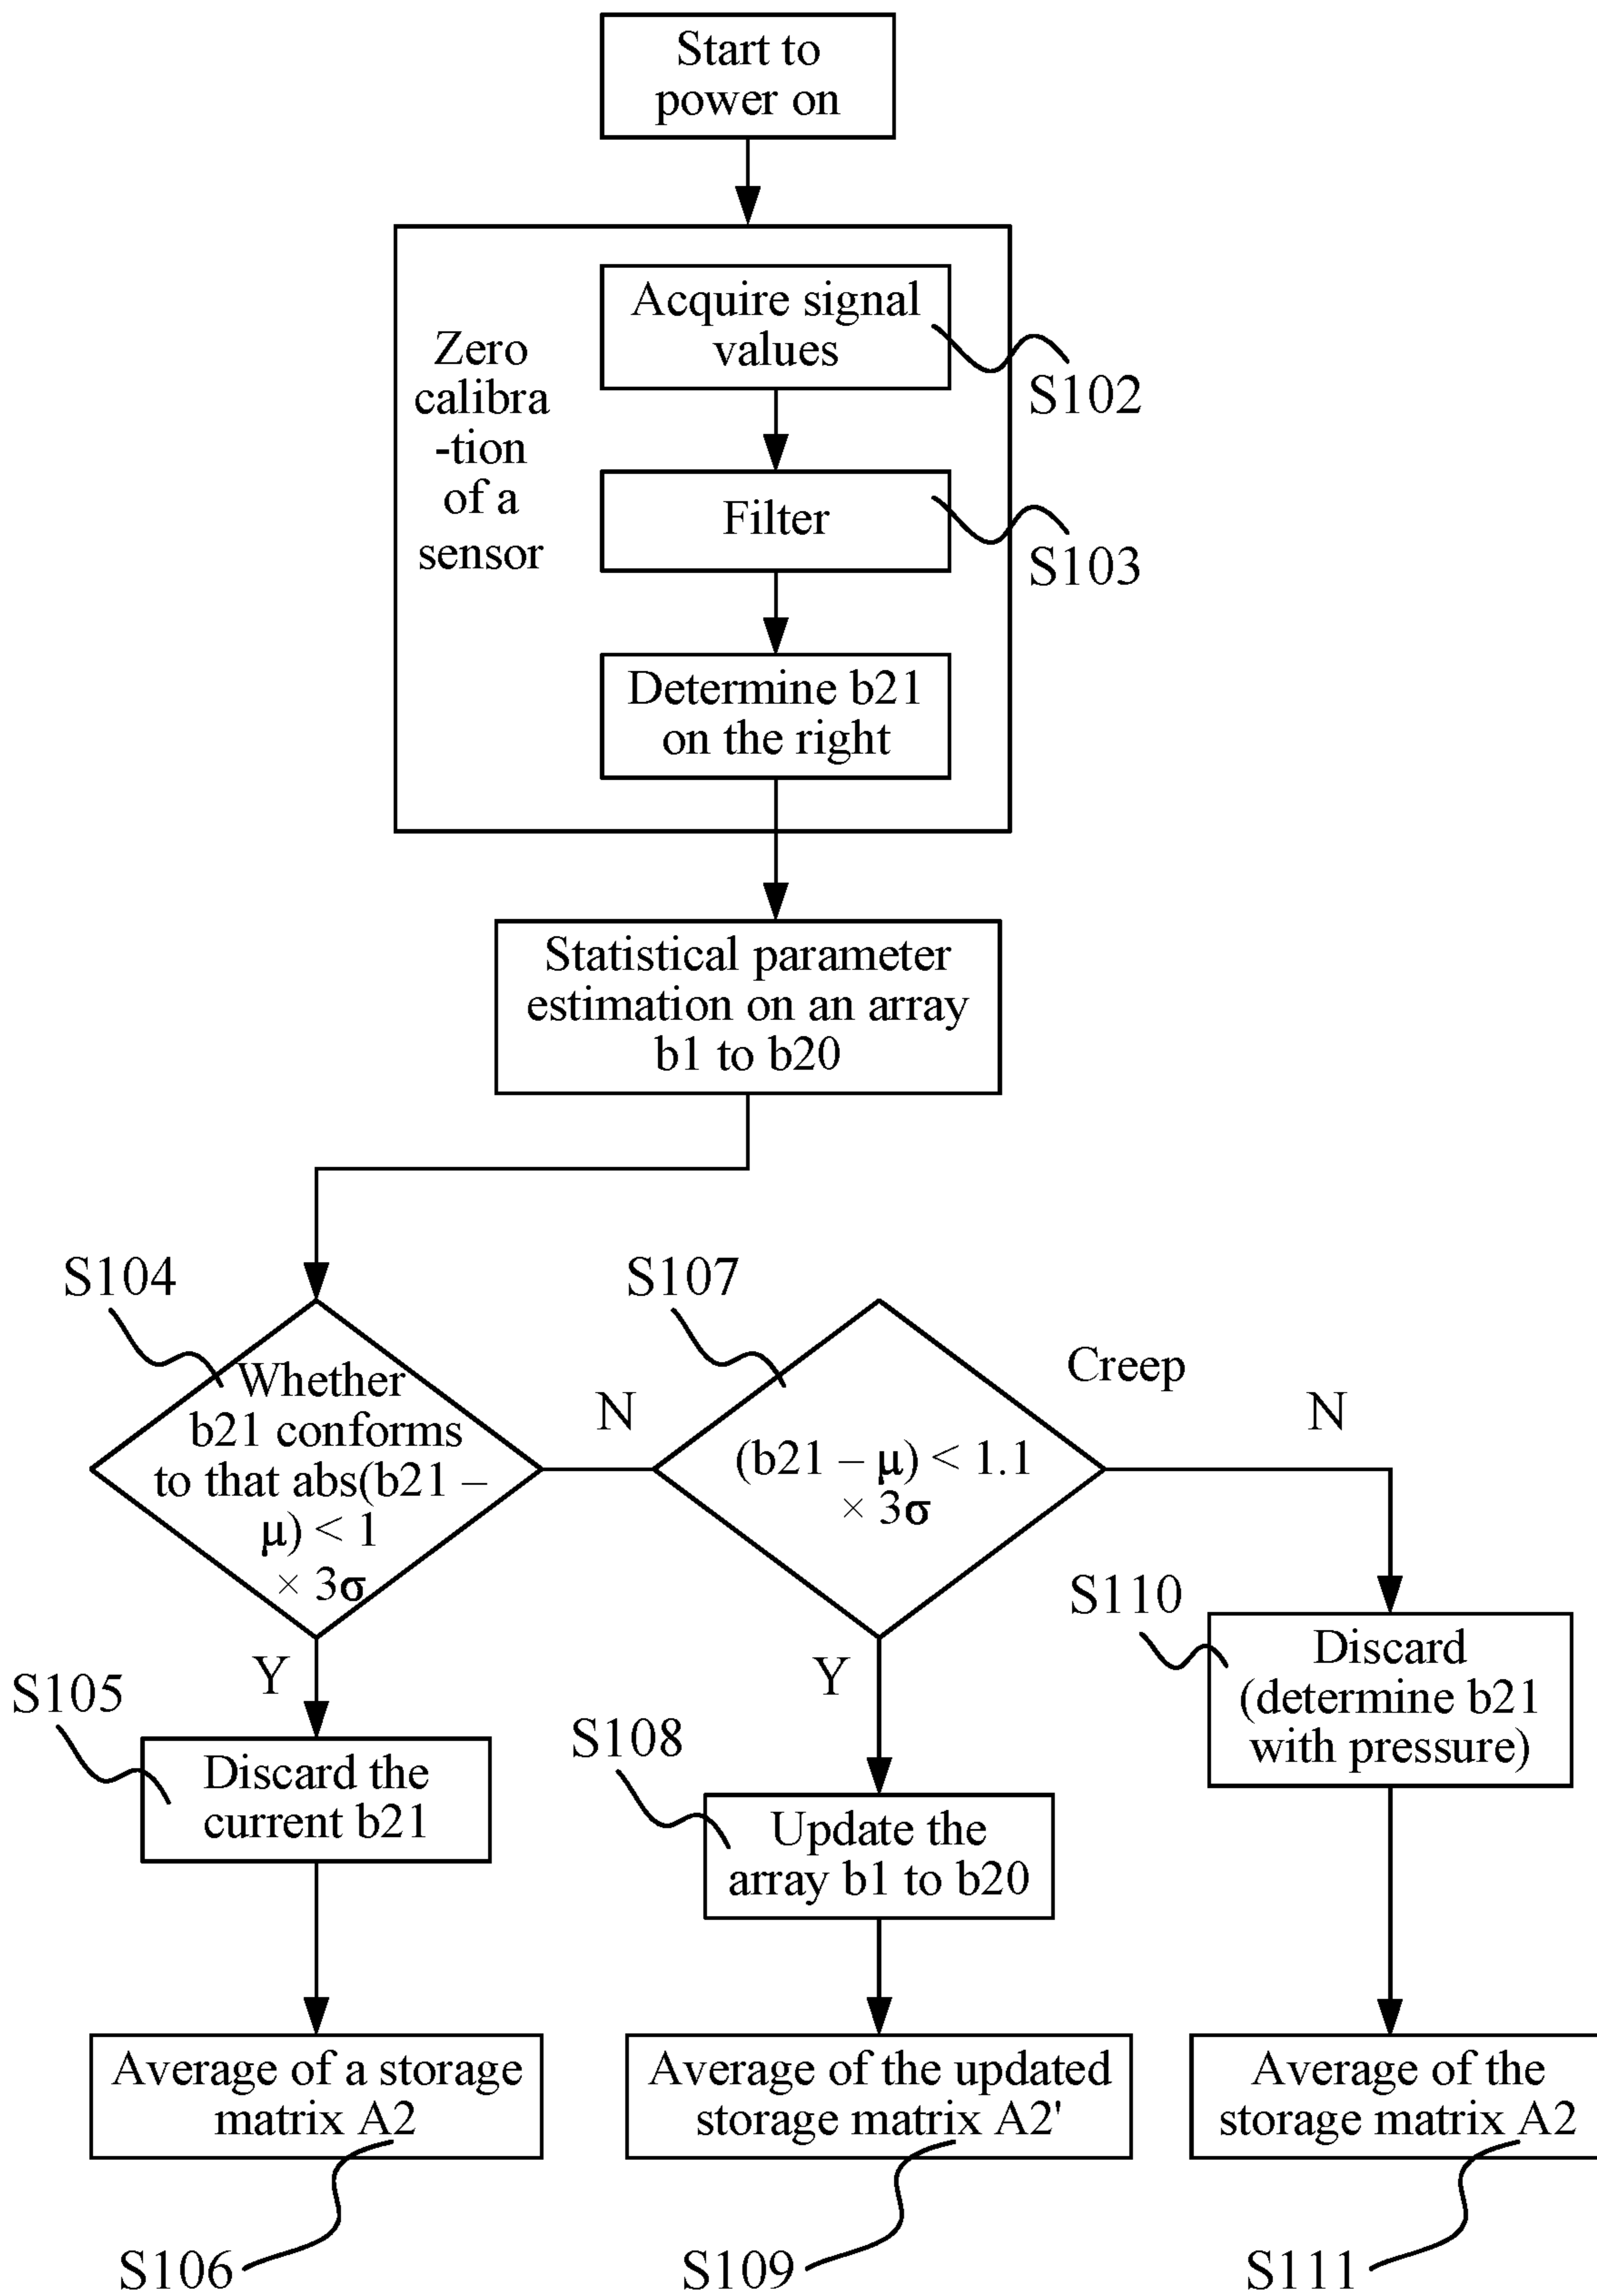 Start to
power on
Zero
calibra
-tion
of a
sensor
Acquire signal
values
S102
Filter
S103
Determine b21
on the right
Statistical parameter
estimation on an array
b1 to b20
S104
Whether
b21 conforms
to that abs(b21 –
μ) < 1
× 3σ
N
Y
S107
(b21 – μ) < 1.1
× 3σ
Creep
N
Y
S105
Discard the
current b21
S108
Update the
array b1 to b20
S110
Discard
(determine b21
with pressure)
Average of a storage
matrix A2
S106
Average of the updated
storage matrix A2'
S109
Average of the
storage matrix A2
S111